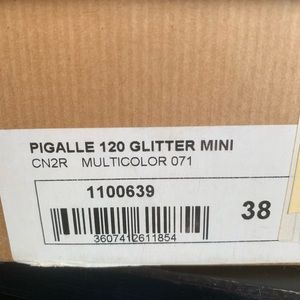 PIGALLE 120 GLITTER MINI
CN2R MULTICOLOR 071
1100639
38
3607412611854